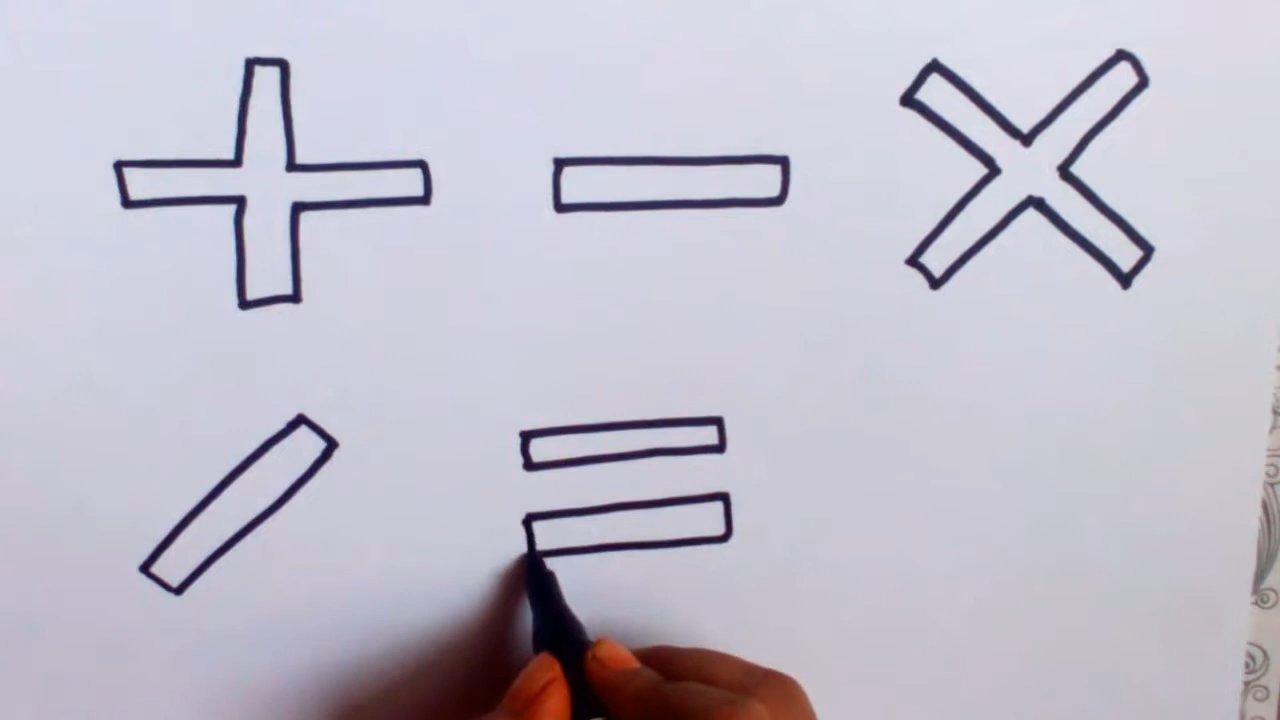 + − ×
/ =